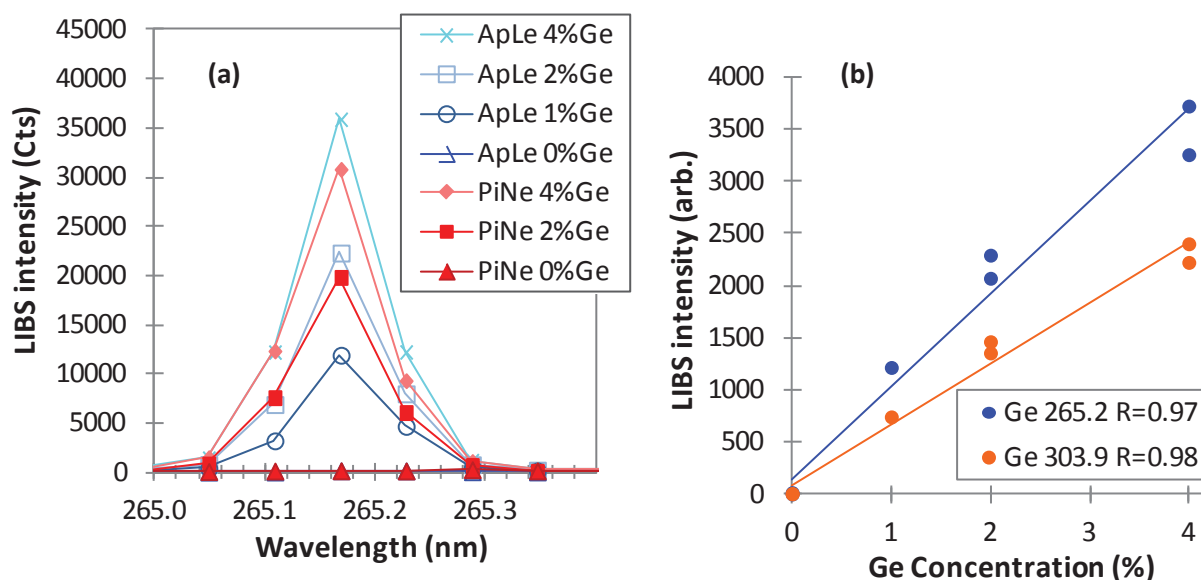 (a)
LIBS intensity (Cts)
45000
40000
35000
30000
25000
20000
15000
10000
5000
0
265.0 265.1 265.2 265.3
Wavelength (nm)
ApLe 4%Ge
ApLe 2%Ge
ApLe 1%Ge
ApLe 0%Ge
PiNe 4%Ge
PiNe 2%Ge
PiNe 0%Ge
(b)
LIBS intensity (arb.)
4000
3500
3000
2500
2000
1500
1000
500
0
0 1 2 3 4
Ge Concentration (%)
Ge 265.2 R=0.97
Ge 303.9 R=0.98